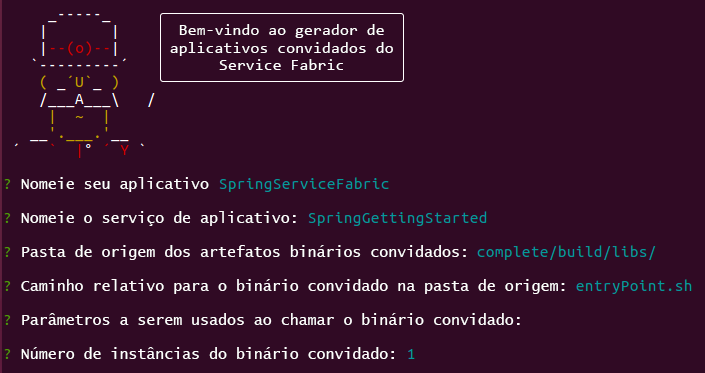 Bem-vindo ao gerador de
aplicativos convidados do
Service Fabric
? Nomeie seu aplicativo SpringServiceFabric
? Nomeie o serviço de aplicativo: SpringGettingStarted
? Pasta de origem dos artefatos binários convidados: complete/build/libs/
? Caminho relativo para o binário convidado na pasta de origem: entryPoint.sh
? Parâmetros a serem usados ao chamar o binário convidado:
? Número de instâncias do binário convidado: 1